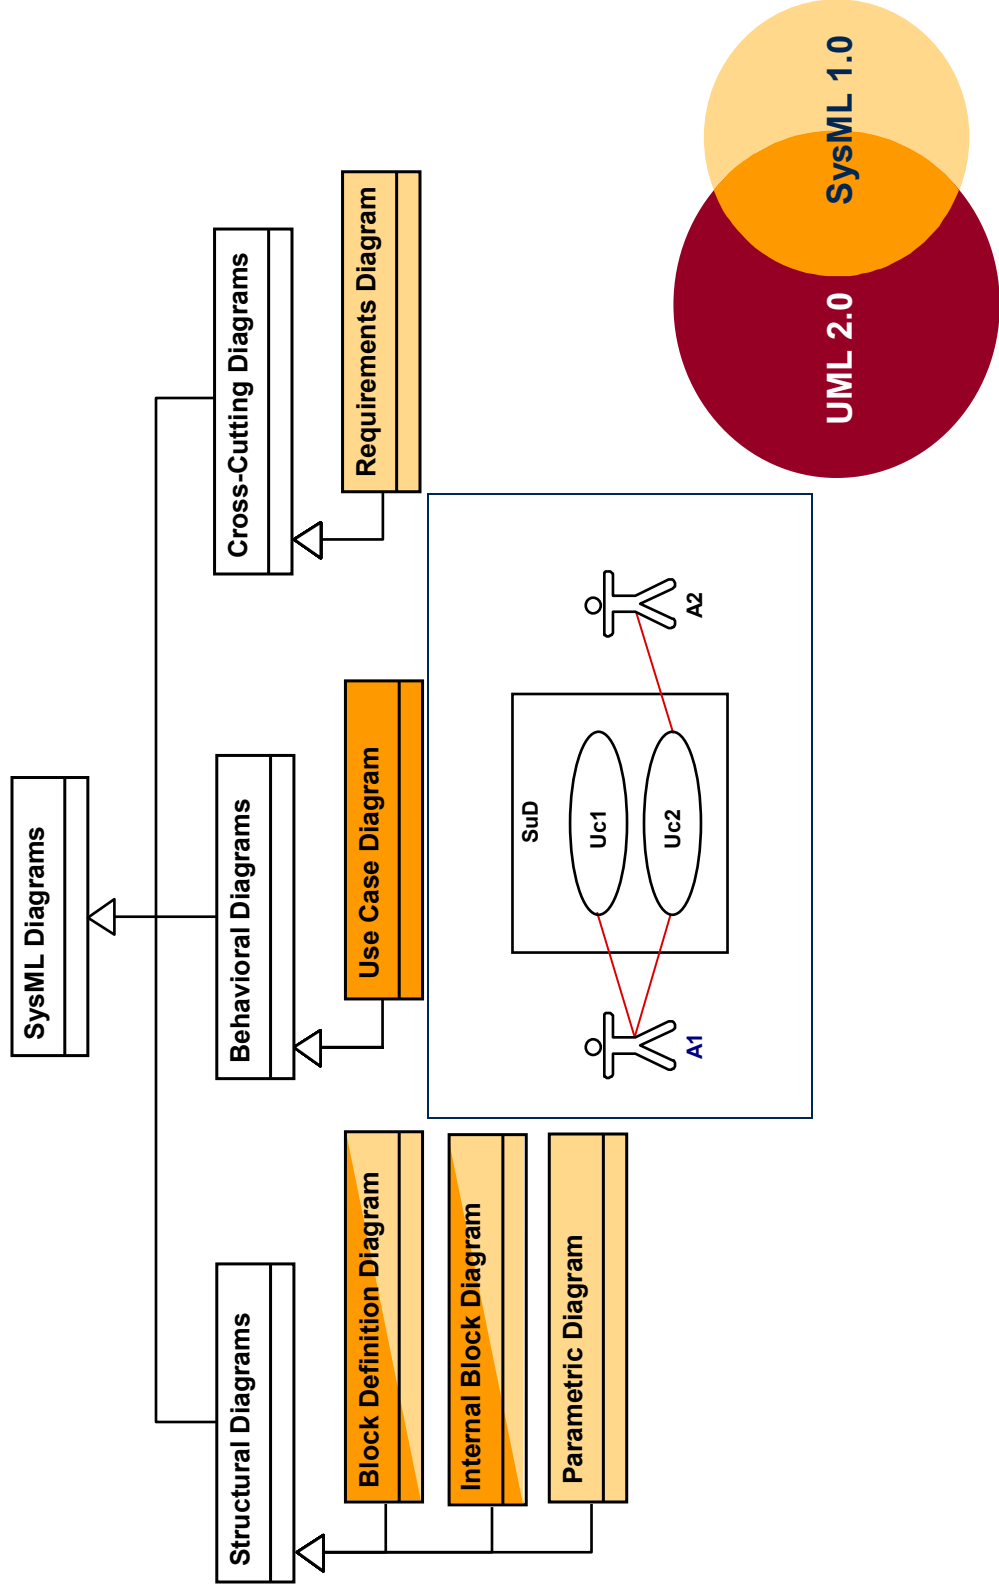 SysML Diagrams
Structural Diagrams
Behavioral Diagrams
Cross-Cutting Diagrams
Block Definition Diagram
Use Case Diagram
Requirements Diagram
Internal Block Diagram
Parametric Diagram
SuD
Uc1
Uc2
A1
A2
UML 2.0
SysML 1.0